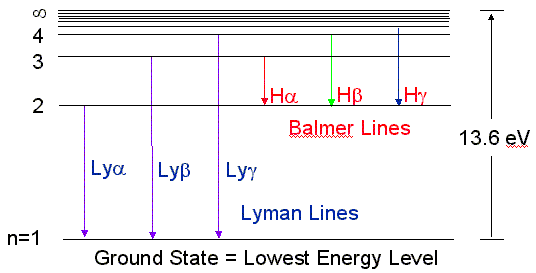 ∞
4
3
2
Hα Hβ Hγ
Balmer Lines
13.6 eV
Lyα Lyβ Lyγ
Lyman Lines
n=1
Ground State = Lowest Energy Level